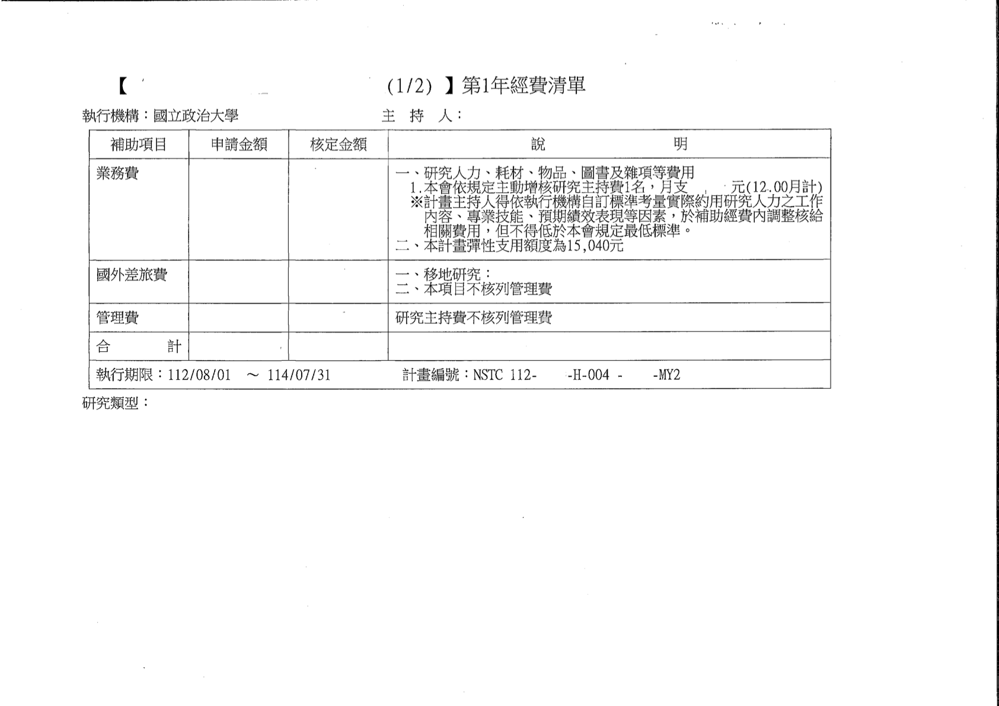 【 (1/2) 】第1年經費清單
執行機構：國立政治大學 主 持 人：
補助項目 申請金額 核定金額 說 明
業務費 一、研究人力、耗材、物品、圖書及雜項等費用
1.本會依規定主動增核研究主持費1名，月支 元(12.00月計)
※計畫主持人得依執行機構自訂標準考量實際約用研究人力之工作
內容、專業技能、預期績效表現等因素，於補助經費內調整核給
相關費用，但不得低於本會規定最低標準。
二、本計畫彈性支用額度為15,040元
國外差旅費 一、移地研究：
二、本項目不核列管理費
管理費 研究主持費不核列管理費
合 計
執行期限：112/08/01 ～ 114/07/31 計畫編號：NSTC 112- -H-004 - -MY2
研究類型：